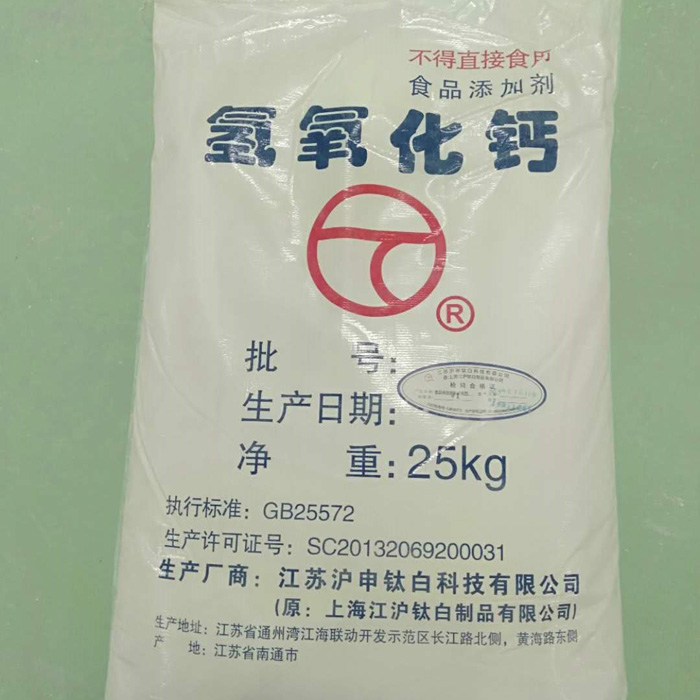 不得直接食用
食品添加剂
氢氧化钙
®
批 号:
生产日期:
净 重: 25kg
执行标准: GB25572
生产许可证号: SC20132069200031
生产厂商: 江苏沪申钛白科技有限公司
(原: 上海江沪钛白制品有限公司)
生产地址: 江苏省通州湾江海联动开发示范区长江路北侧, 黄海路东侧
产 地: 江苏省南通市
检验合格证